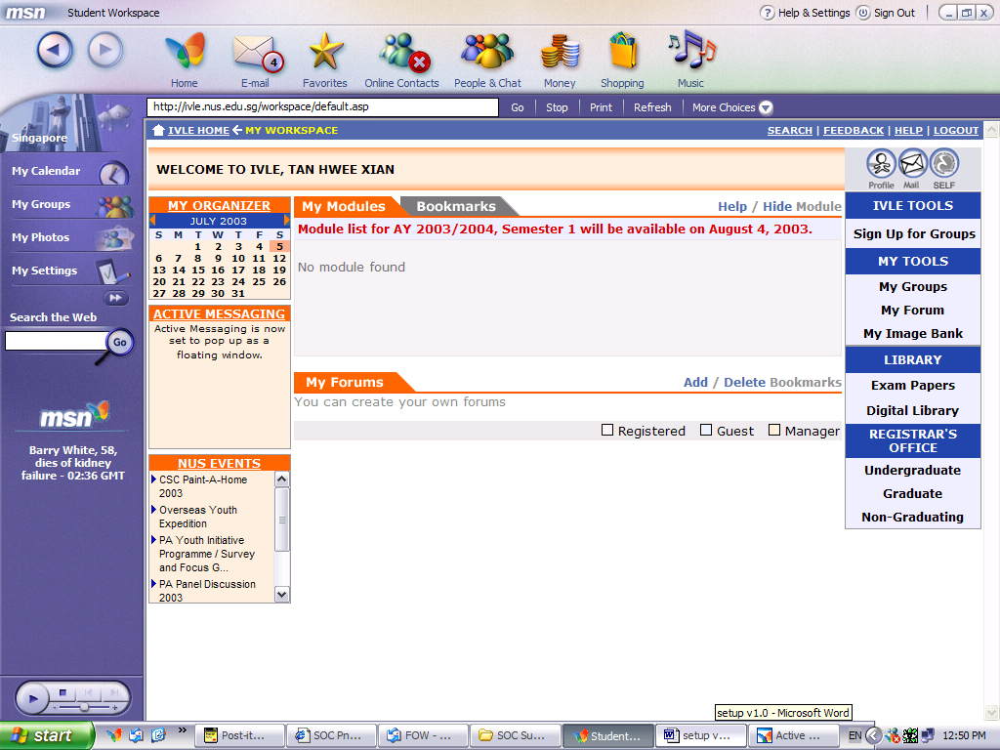 msn Student Workspace
Help & Settings Sign Out
4
Home E-mail Favorites Online Contacts People & Chat Money Shopping Music
http://ivle.nus.edu.sg/workspace/default.asp Go Stop Print Refresh More Choices
Singapore
My Calendar
My Groups
My Photos
My Settings
Search the Web
Go
msn
Barry White, 58,
dies of kidney
failure - 02:36 GMT
IVLE HOME MY WORKSPACE
SEARCH | FEEDBACK | HELP | LOGOUT
WELCOME TO IVLE, TAN HWEE XIAN
Profile Mail SELF
MY ORGANIZER
JULY 2003
S M T W T F S
1 2 3 4 5
6 7 8 9 10 11 12
13 14 15 16 17 18 19
20 21 22 23 24 25 26
27 28 29 30 31
ACTIVE MESSAGING
Active Messaging is now
set to pop up as a
floating window.
NUS EVENTS
CSC Paint-A-Home
2003
Overseas Youth
Expedition
PA Youth Initiative
Programme / Survey
and Focus G...
PA Panel Discussion
2003
My Modules Bookmarks Help / Hide Module
Module list for AY 2003/2004, Semester 1 will be available on August 4, 2003.
No module found
My Forums Add / Delete Bookmarks
You can create your own forums
Registered Guest Manager
IVLE TOOLS
Sign Up for Groups
MY TOOLS
My Groups
My Forum
My Image Bank
LIBRARY
Exam Papers
Digital Library
REGISTRAR'S
OFFICE
Undergraduate
Graduate
Non-Graduating
setup v1.0 - Microsoft Word
start Post-it... SOC Pn... FOW - ... SOC Su... Student... setup v... Active ... EN 12:50 PM